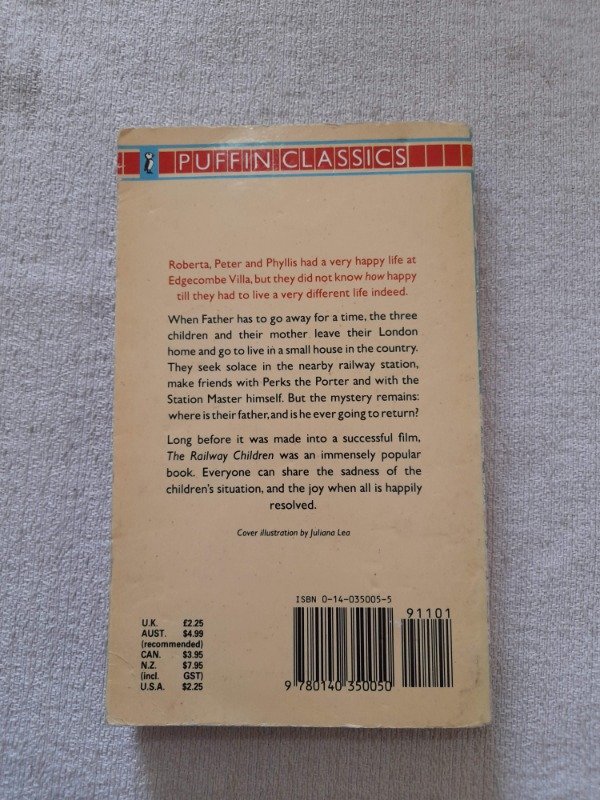 PUFFIN CLASSICS
Roberta, Peter and Phyllis had a very happy life at
Edgecombe Villa, but they did not know how happy
till they had to live a very different life indeed.
When Father has to go away for a time, the three
children and their mother leave their London
home and go to live in a small house in the country.
They seek solace in the nearby railway station,
make friends with Perks the Porter and with the
Station Master himself. But the mystery remains:
where is their father, and is he ever going to return?
Long before it was made into a successful film,
The Railway Children was an immensely popular
book. Everyone can share the sadness of the
children's situation, and the joy when all is happily
resolved.
Cover illustration by Juliana Lea
U.K. £2.25
AUST. $4.99
(recommended)
CAN. $3.95
N.Z. $7.95
(incl. GST)
U.S.A. $2.25
ISBN 0-14-035005-5
91101
9 780140 350050